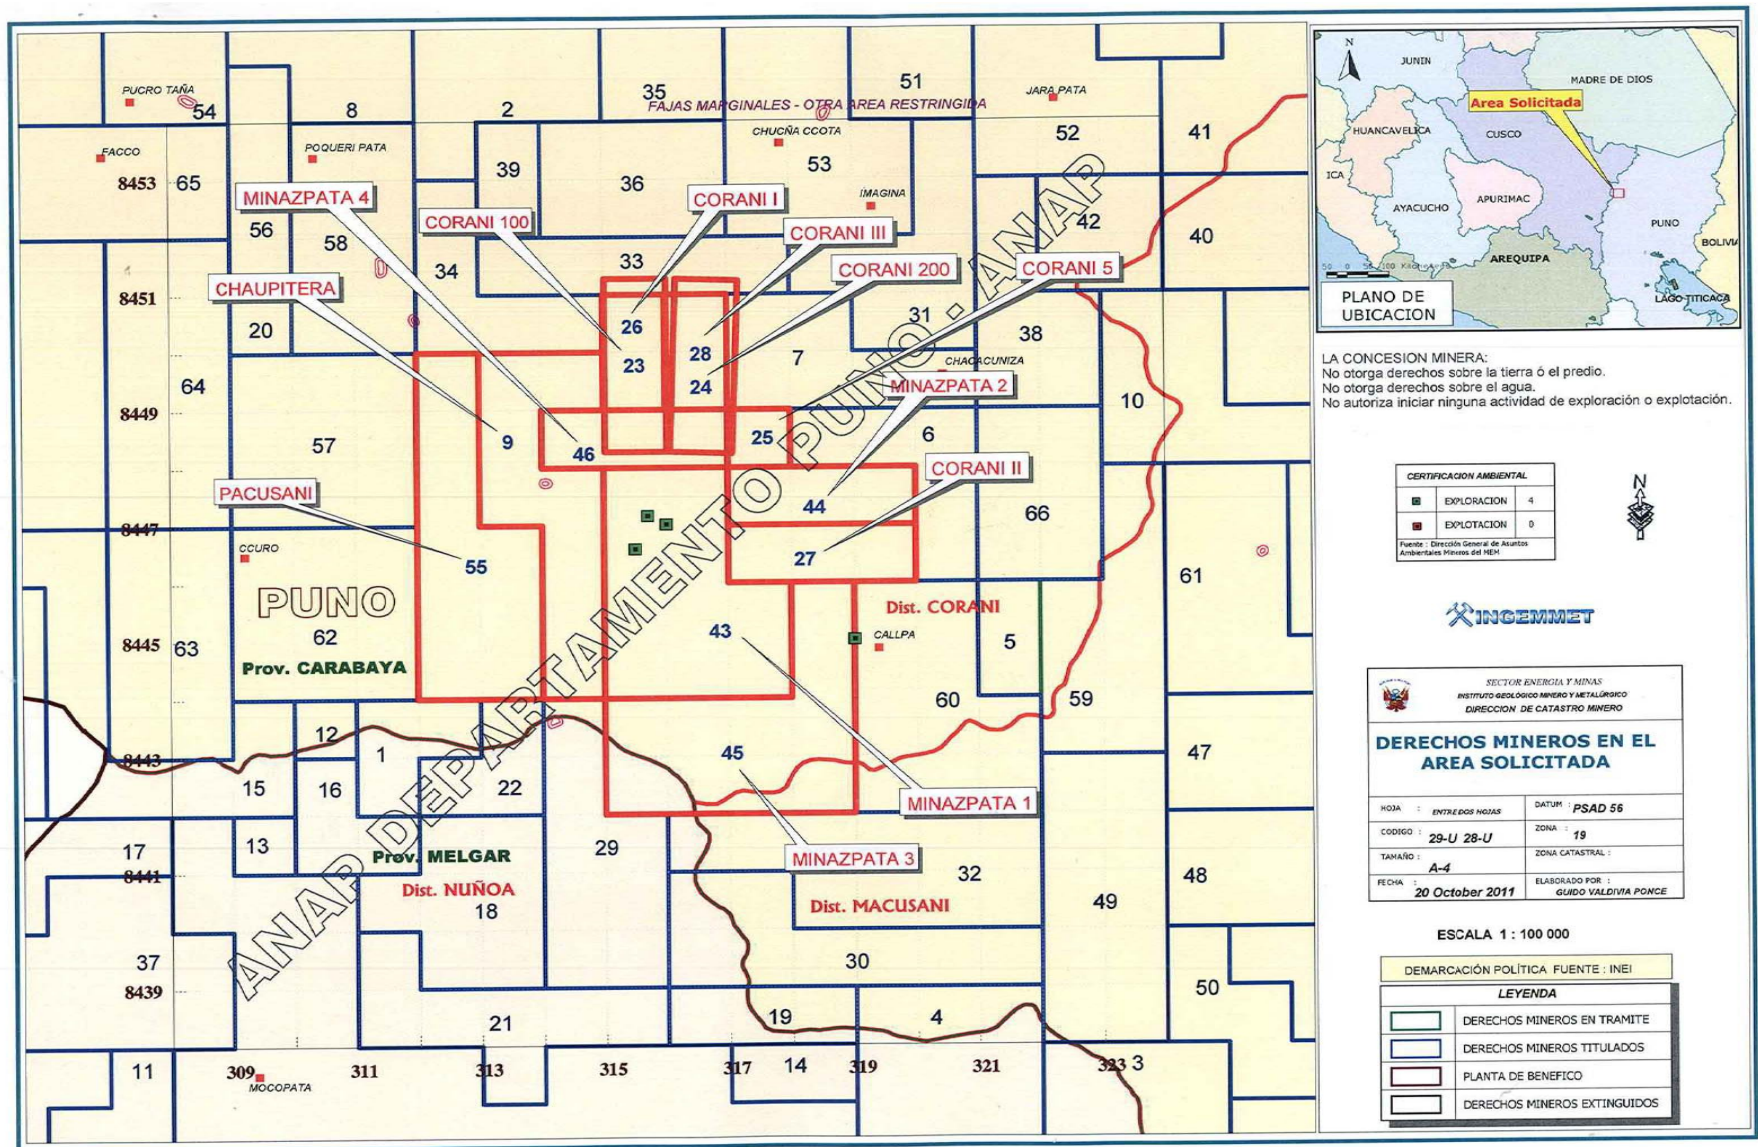 PUCRO TAÑA
54
8
2
35
51
FAJAS MARGINALES - OTRA AREA RESTRINGIDA
JARA PATA
CHUCÑA CCOTA
52
41
FACCO
POQUERI PATA
39
53
8453
65
36
IMAGINA
MINAZPATA 4
CORANI I
CORANI 100
56
58
42
CORANI III
40
34
33
CORANI 200
CORANI 5
8451
CHAUPITERA
20
26
31
38
28
7
23
CHACACUNIZA
64
24
MINAZPATA 2
10
8449
57
9
25
6
46
CORANI II
PACUSANI
44
66
8447
CCURO
55
27
61
PUNO
Dist. CORANI
62
43
CALLPA
5
8445
63
Prov. CARABAYA
60
59
12
1
8443
45
47
15
16
22
MINAZPATA 1
17
13
Prov. MELGAR
29
MINAZPATA 3
8441
Dist. NUÑOA
32
48
18
Dist. MACUSANI
49
37
30
8439
50
21
19
4
11
309
311
313
315
317
14
319
321
323
3
MOCOPATA
ANAP DEPARTAMENTO PUNO - ANAP
N
JUNIN
MADRE DE DIOS
Area Solicitada
HUANCAVELICA
CUSCO
ICA
APURIMAC
AYACUCHO
PUNO
BOLIVIA
AREQUIPA
LAGO TITICACA
PLANO DE
UBICACION
LA CONCESION MINERA:
No otorga derechos sobre la tierra ó el predio.
No otorga derechos sobre el agua.
No autoriza iniciar ninguna actividad de exploración o explotación.
CERTIFICACION AMBIENTAL
EXPLORACION 4
EXPLOTACION 0
Fuente : Dirección General de Asuntos
Ambientales Mineros del MEM
N
INGEMMET
SECTOR ENERGIA Y MINAS
INSTITUTO GEOLÓGICO MINERO Y METALÚRGICO
DIRECCION DE CATASTRO MINERO
DERECHOS MINEROS EN EL
AREA SOLICITADA
HOJA : ENTRE DOS HOJAS
DATUM : PSAD 56
CODIGO : 29-U 28-U
ZONA : 19
TAMAÑO : A-4
ZONA CATASTRAL :
FECHA : 20 October 2011
ELABORADO POR :
GUIDO VALDIVIA PONCE
ESCALA 1 : 100 000
DEMARCACIÓN POLÍTICA FUENTE : INEI
LEYENDA
DERECHOS MINEROS EN TRAMITE
DERECHOS MINEROS TITULADOS
PLANTA DE BENEFICO
DERECHOS MINEROS EXTINGUIDOS